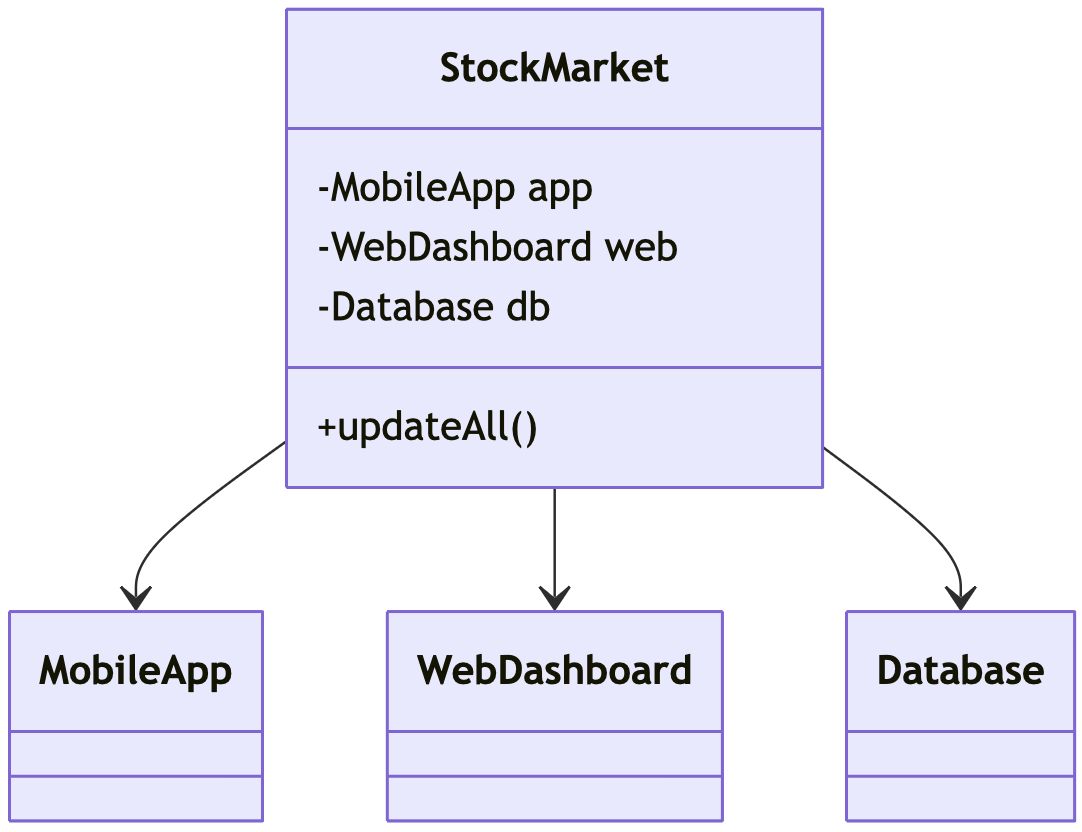 StockMarket
-MobileApp app
-WebDashboard web
-Database db
+updateAll()
MobileApp
WebDashboard
Database